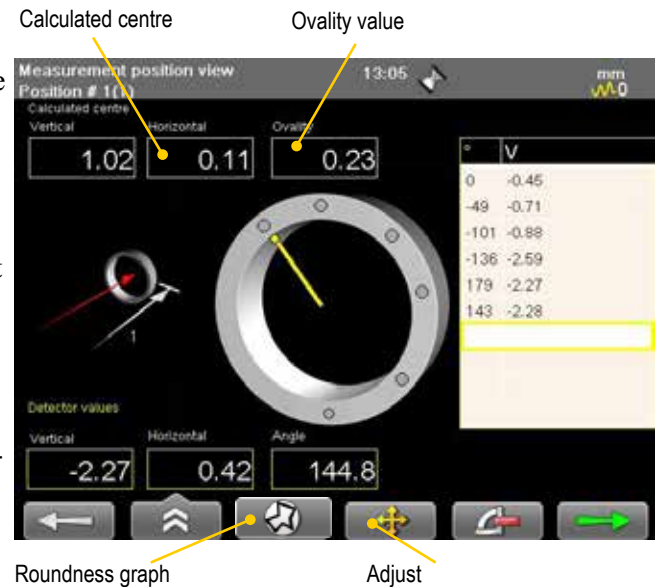 Calculated centre Ovality value
Measurement position view 13:05 mm
Position # 1(1) 0
Calculated centre
Vertical Horizontal Ovality
1.02 0.11 0.23
° V
0 -0.45
-49 -0.71
-101 -0.88
-136 -2.59
179 -2.27
143 -2.28
1
Detector values
Vertical Horizontal Angle
-2.27 0.42 144.8
Roundness graph Adjust